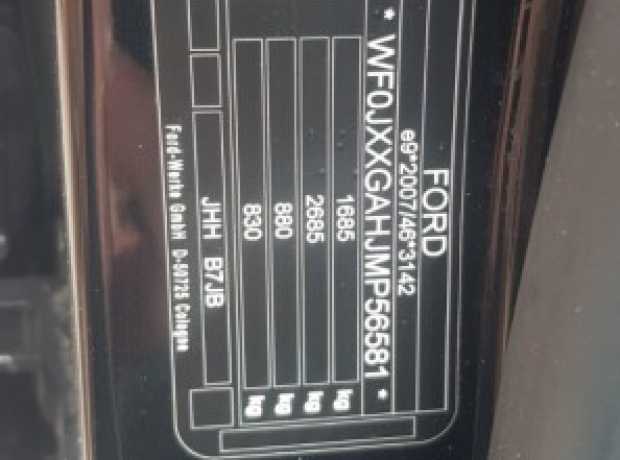 FORD
e9*2007/46*3142
* WF0JXXGAHJMP56581 *
1685 kg
2685 kg
880 kg
830 kg
JHH B7JB
Ford-Werke GmbH D-50725 Cologne